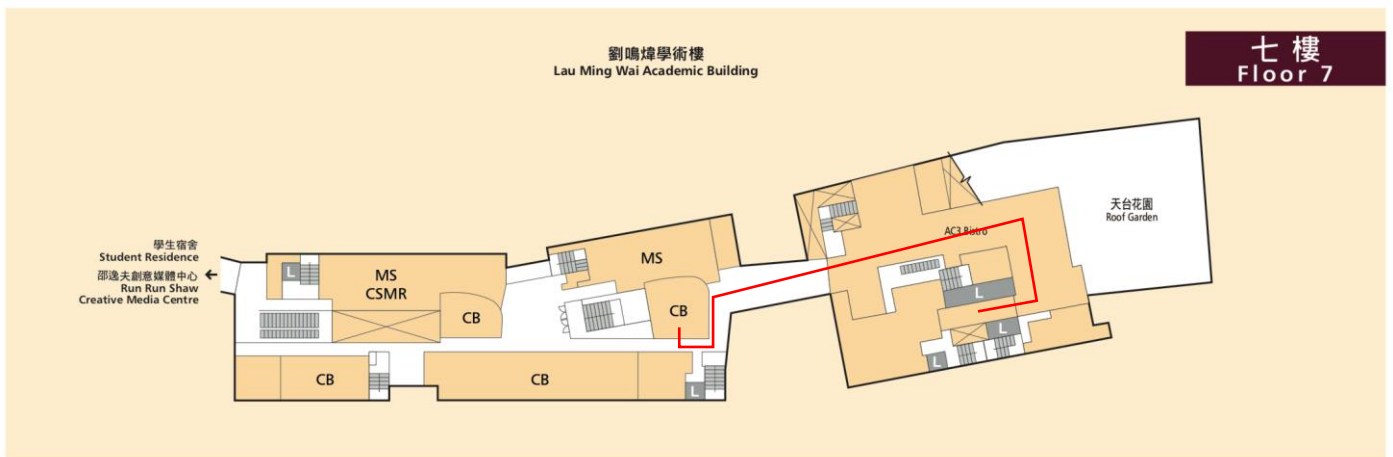 劉鳴煒學術樓
Lau Ming Wai Academic Building
七樓
Floor 7
天台花園
Roof Garden
AC3 Bistro
學生宿舍
Student Residence
邵逸夫創意媒體中心
Run Run Shaw
Creative Media Centre
L
MS
CSMR
MS
CB
CB
L
CB
CB
L
L
L